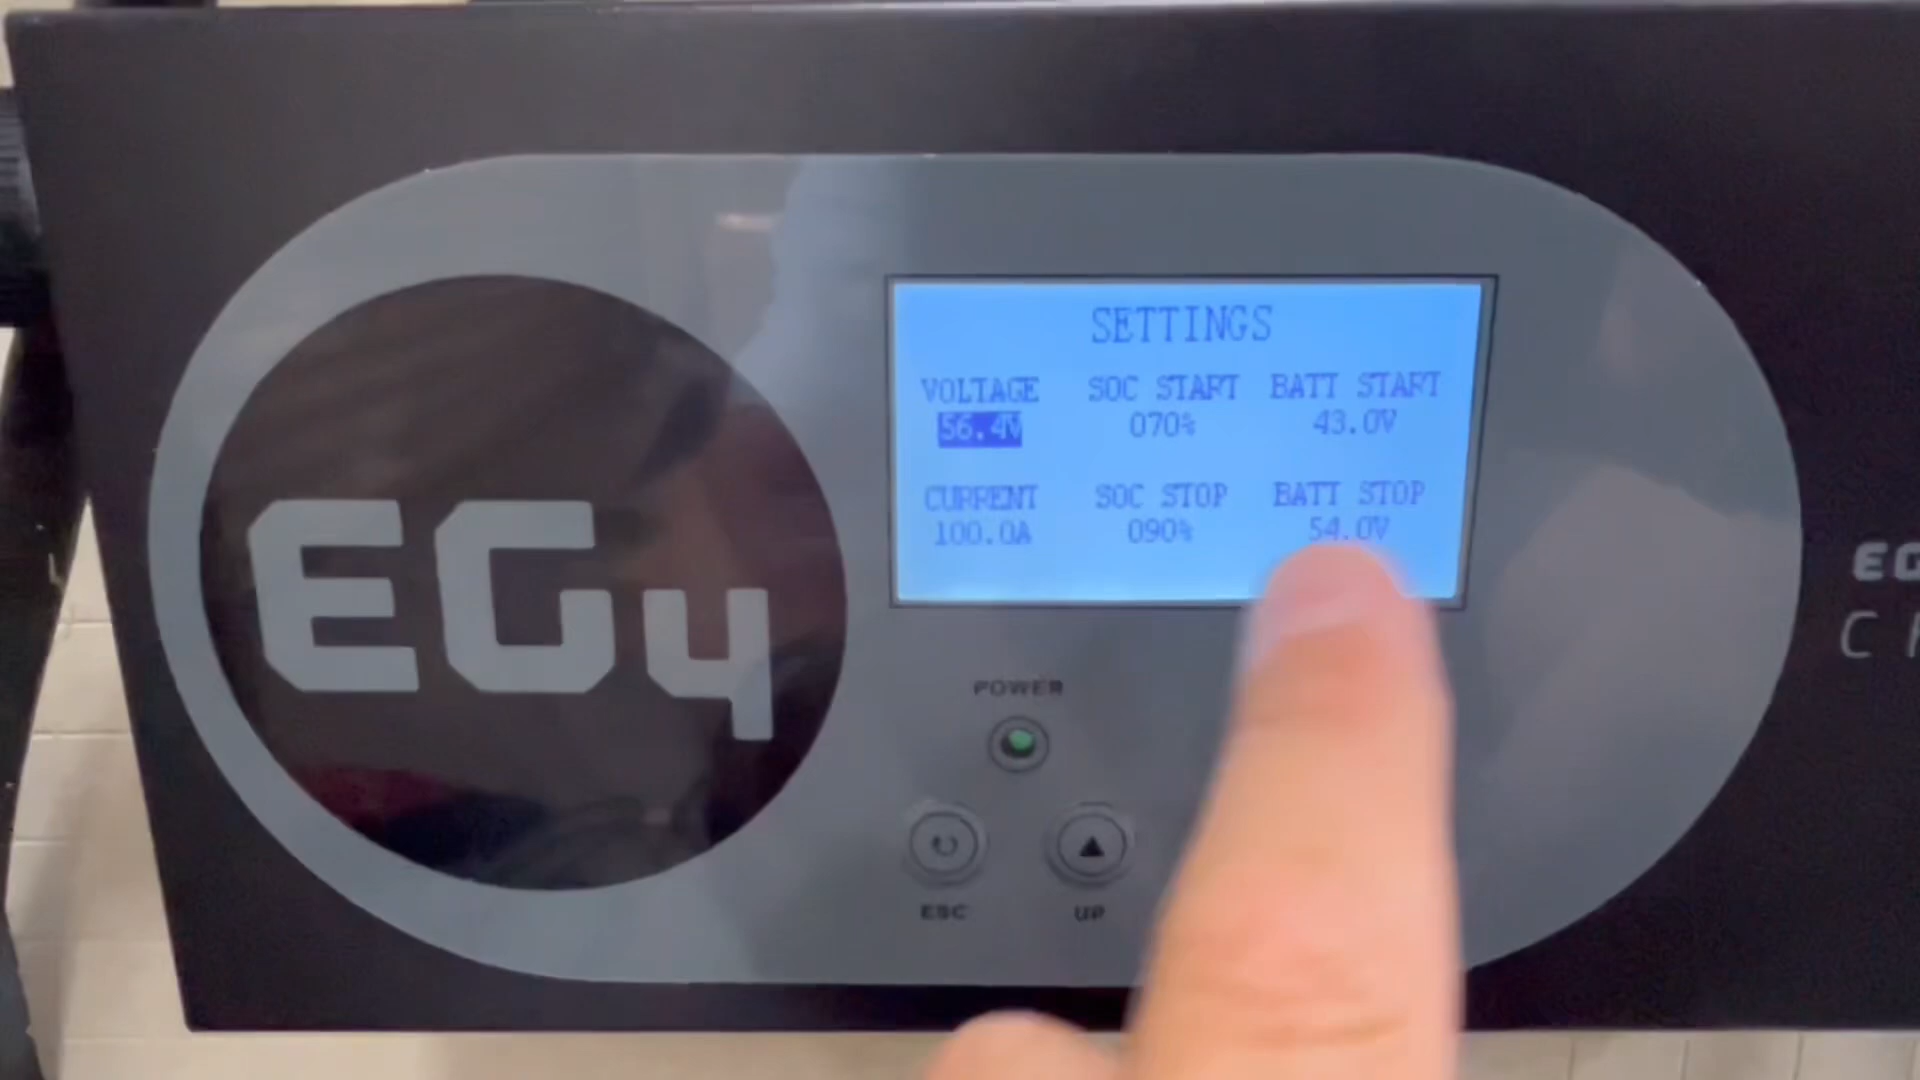 EG4
SETTINGS
VOLTAGE SOC START BATT START
56.4V 070% 43.0V
CURRENT SOC STOP BATT STOP
100.0A 090% 54.0V
POWER
ESC UP